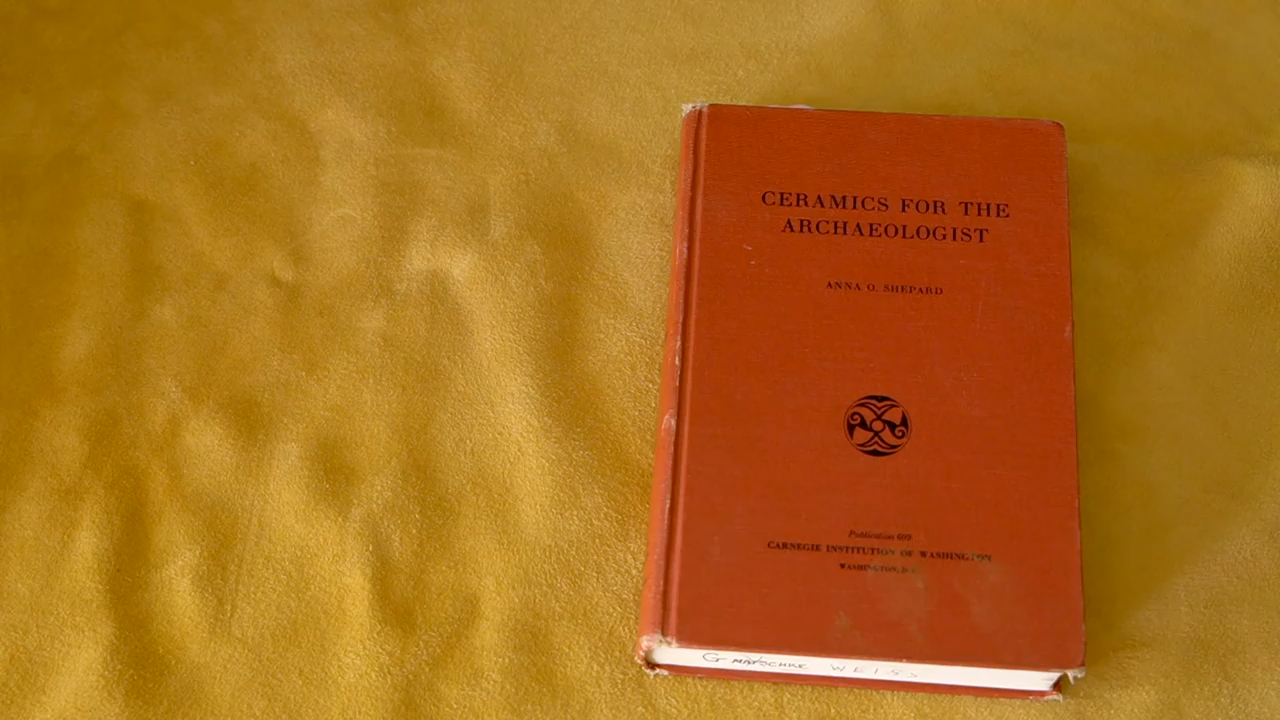 CERAMICS FOR THE
ARCHAEOLOGIST
ANNA O. SHEPARD
Publication 609
CARNEGIE INSTITUTION OF WASHINGTON
WASHINGTON, D.C.
G WEISS